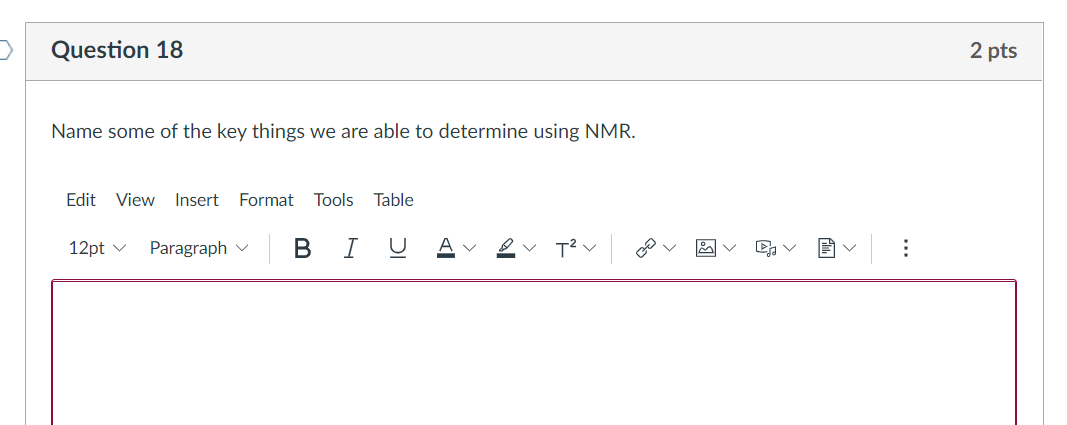 Question 18 2 pts
Name some of the key things we are able to determine using NMR.
Edit View Insert Format Tools Table
12pt Paragraph B I U A T²